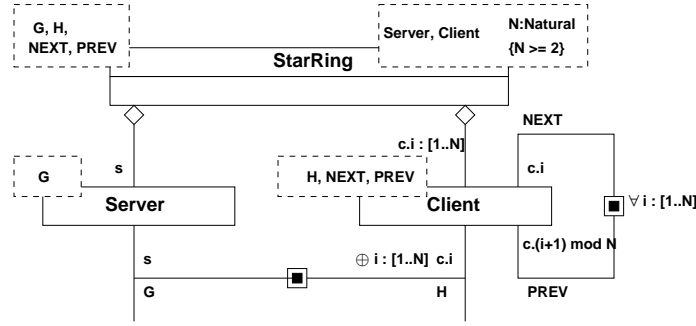 G, H,
NEXT, PREV
Server, Client
N:Natural
{N >= 2}
StarRing
NEXT
s
c.i : [1..N]
c.i
G
H, NEXT, PREV
Server
Client
∀ i : [1..N]
c.(i+1) mod N
s
⊕ i : [1..N] c.i
G
H
PREV